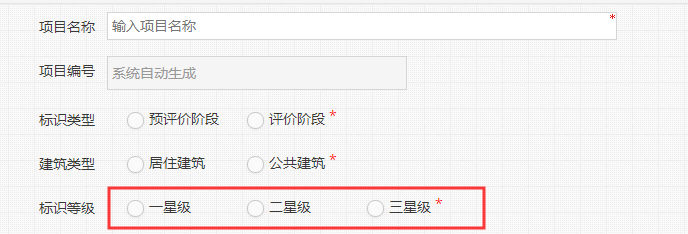 项目名称 输入项目名称 *
项目编号 系统自动生成
标识类型 预评价阶段 评价阶段 *
建筑类型 居住建筑 公共建筑 *
标识等级 一星级 二星级 三星级 *